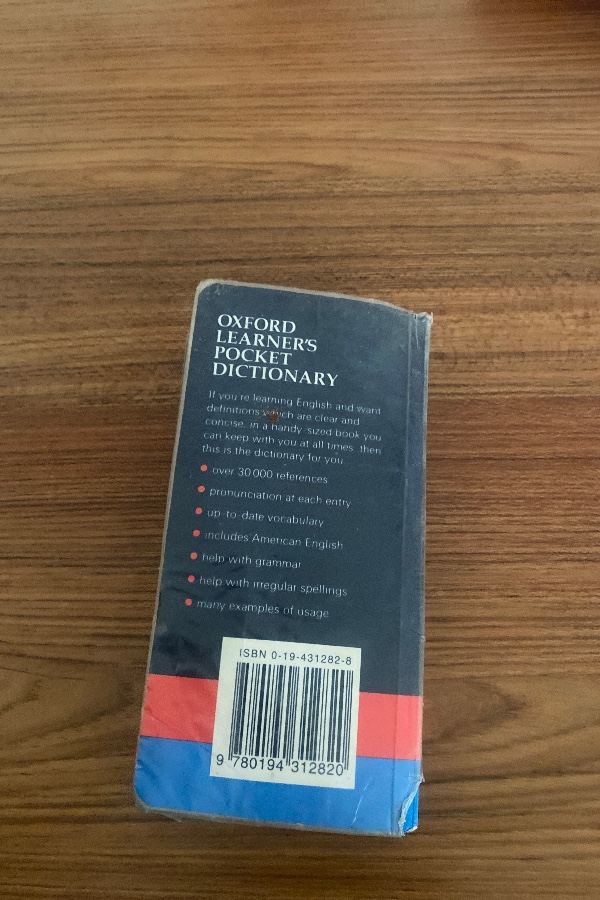 OXFORD
LEARNER'S
POCKET
DICTIONARY
If you're learning English and want
definitions which are clear and
concise, in a handy-sized book you
can keep with you at all times, then
this is the dictionary for you.
over 30 000 references
pronunciation at each entry
up-to-date vocabulary
includes American English
help with grammar
help with irregular spellings
many examples of usage
ISBN 0-19-431282-8
9 780194 312820